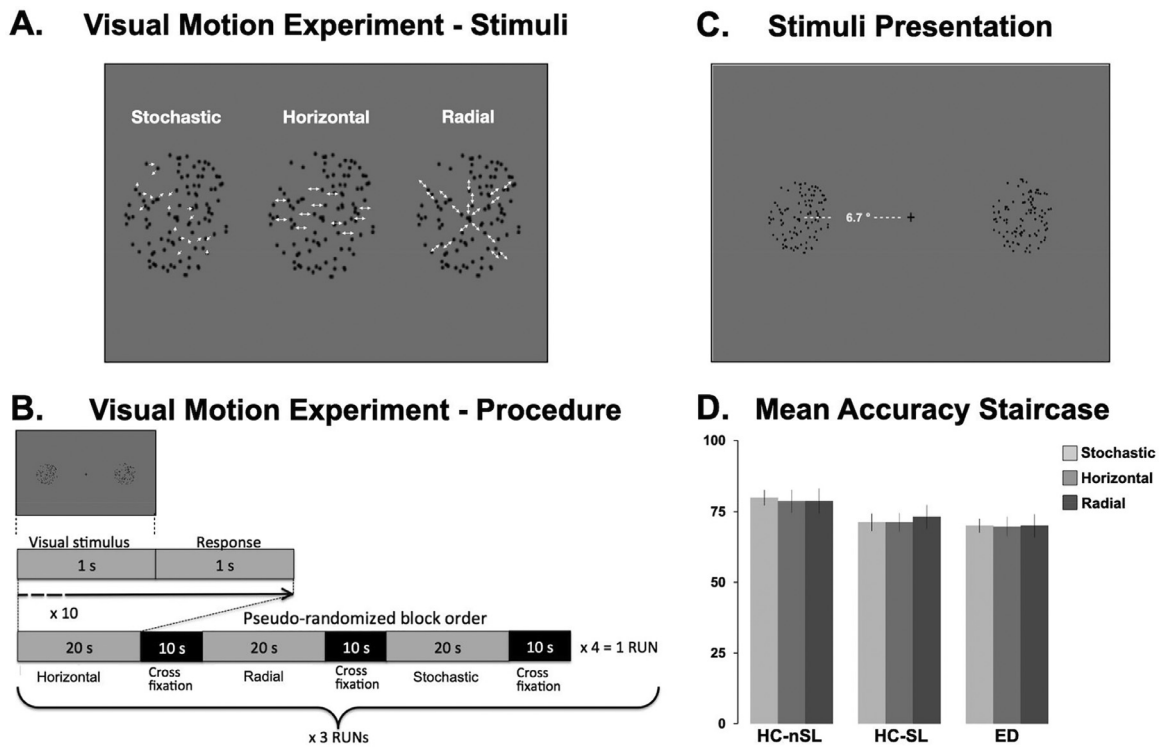 A. Visual Motion Experiment - Stimuli
Stochastic Horizontal Radial
B. Visual Motion Experiment - Procedure
Visual stimulus Response
1 s 1 s
x 10
Pseudo-randomized block order
20 s 10 s 20 s 10 s 20 s 10 s x 4 = 1 RUN
Horizontal Cross Radial Cross Stochastic Cross
fixation fixation fixation
x 3 RUNs
C. Stimuli Presentation
6.7 °
D. Mean Accuracy Staircase
100
75
50
25
0
Stochastic
Horizontal
Radial
HC-nSL HC-SL ED